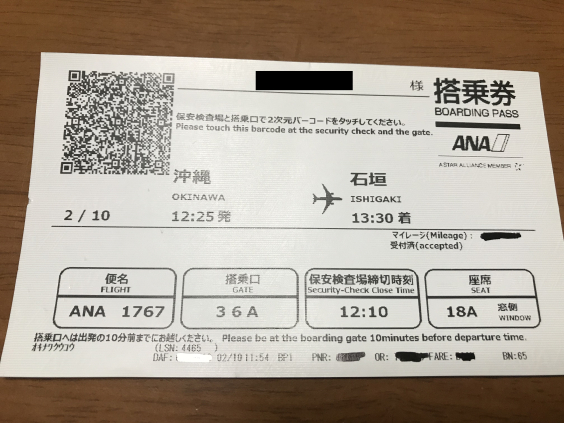 様
搭乗券
BOARDING PASS
保安検査場と搭乗口で2次元バーコードをタッチしてください。
Please touch this barcode at the security check and the gate.
ANA
A STAR ALLIANCE MEMBER
沖縄 石垣
OKINAWA ISHIGAKI
2 / 10 12:25 発 13:30 着
マイレージ(Mileage) :
受付済(accepted)
便名 搭乗口 保安検査場締切時刻 座席
FLIGHT GATE Security-Check Close Time SEAT
ANA 1767 36A 12:10 18A 窓側
WINDOW
搭乗口へは出発の10分前までにお越しください。 Please be at the boarding gate 10minutes before departure time.
オキナワクウコウ (LSN:4465 )
DAF: 02/10 11:54 BP1 PNR: OR: FARE: BN:65